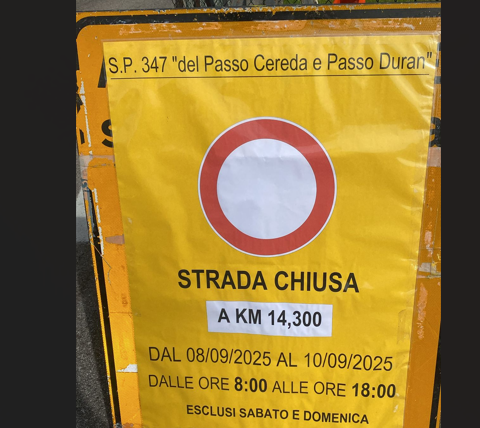 S.P. 347 "del Passo Cereda e Passo Duran"
STRADA CHIUSA
A KM 14,300
DAL 08/09/2025 AL 10/09/2025
DALLE ORE 8:00 ALLE ORE 18:00
ESCLUSI SABATO E DOMENICA